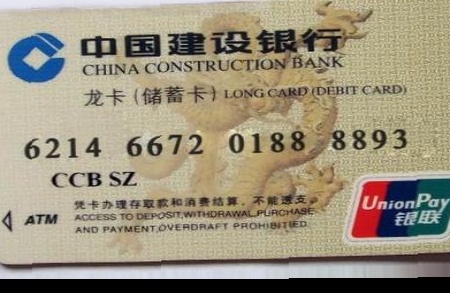 中国建设银行
CHINA CONSTRUCTION BANK
龙卡(储蓄卡) LONG CARD (DEBIT CARD)
6214 6672 0188 8893
CCB SZ
凭卡办理存取款和消费结算，不能透支。
ATM ACCESS TO DEPOSIT,WITHDRAWAL,PURCHASE
AND PAYMENT,OVERDRAFT PROHIBITED.
UnionPay
银联